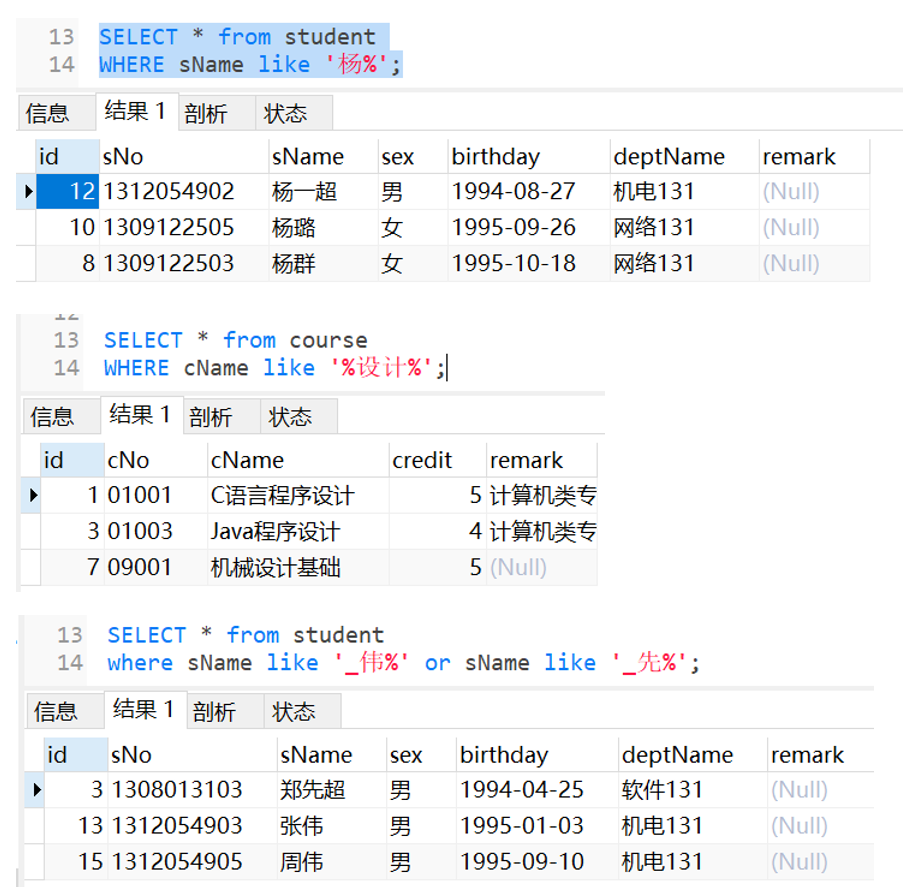 13 SELECT * from student
14 WHERE sName like '杨%';
信息 结果 1 剖析 状态
id sNo sName sex birthday deptName remark
12 1312054902 杨一超 男 1994-08-27 机电131 (Null)
10 1309122505 杨璐 女 1995-09-26 网络131 (Null)
8 1309122503 杨群 女 1995-10-18 网络131 (Null)
12
13 SELECT * from course
14 WHERE cName like '%设计%';
信息 结果 1 剖析 状态
id cNo cName credit remark
1 01001 C语言程序设计 5 计算机类专
3 01003 Java程序设计 4 计算机类专
7 09001 机械设计基础 5 (Null)
13 SELECT * from student
14 where sName like '_伟%' or sName like '_先%';
信息 结果 1 剖析 状态
id sNo sName sex birthday deptName remark
3 1308013103 郑先超 男 1994-04-25 软件131 (Null)
13 1312054903 张伟 男 1995-01-03 机电131 (Null)
15 1312054905 周伟 男 1995-09-10 机电131 (Null)